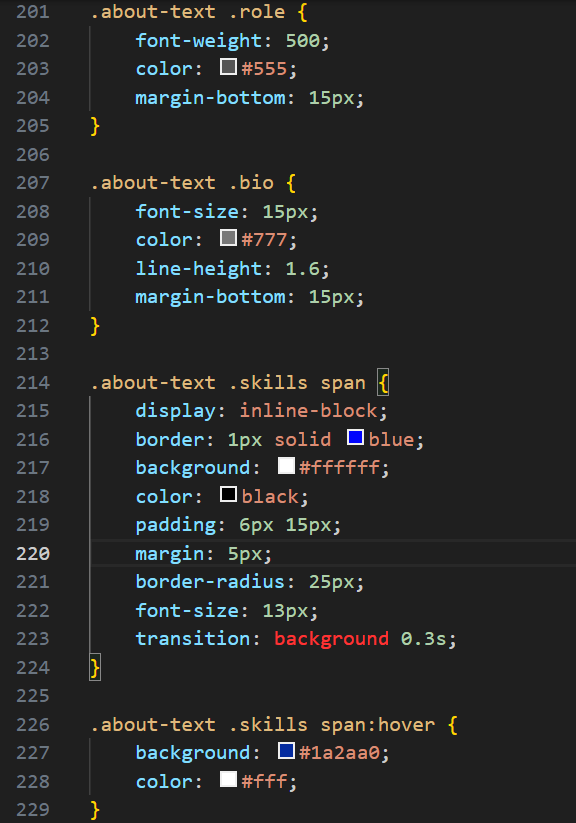 201 .about-text .role {
202     font-weight: 500;
203     color: #555;
204     margin-bottom: 15px;
205 }
206
207 .about-text .bio {
208     font-size: 15px;
209     color: #777;
210     line-height: 1.6;
211     margin-bottom: 15px;
212 }
213
214 .about-text .skills span {
215     display: inline-block;
216     border: 1px solid blue;
217     background: #ffffff;
218     color: black;
219     padding: 6px 15px;
220     margin: 5px;
221     border-radius: 25px;
222     font-size: 13px;
223     transition: background 0.3s;
224 }
225
226 .about-text .skills span:hover {
227     background: #1a2aa0;
228     color: #fff;
229 }